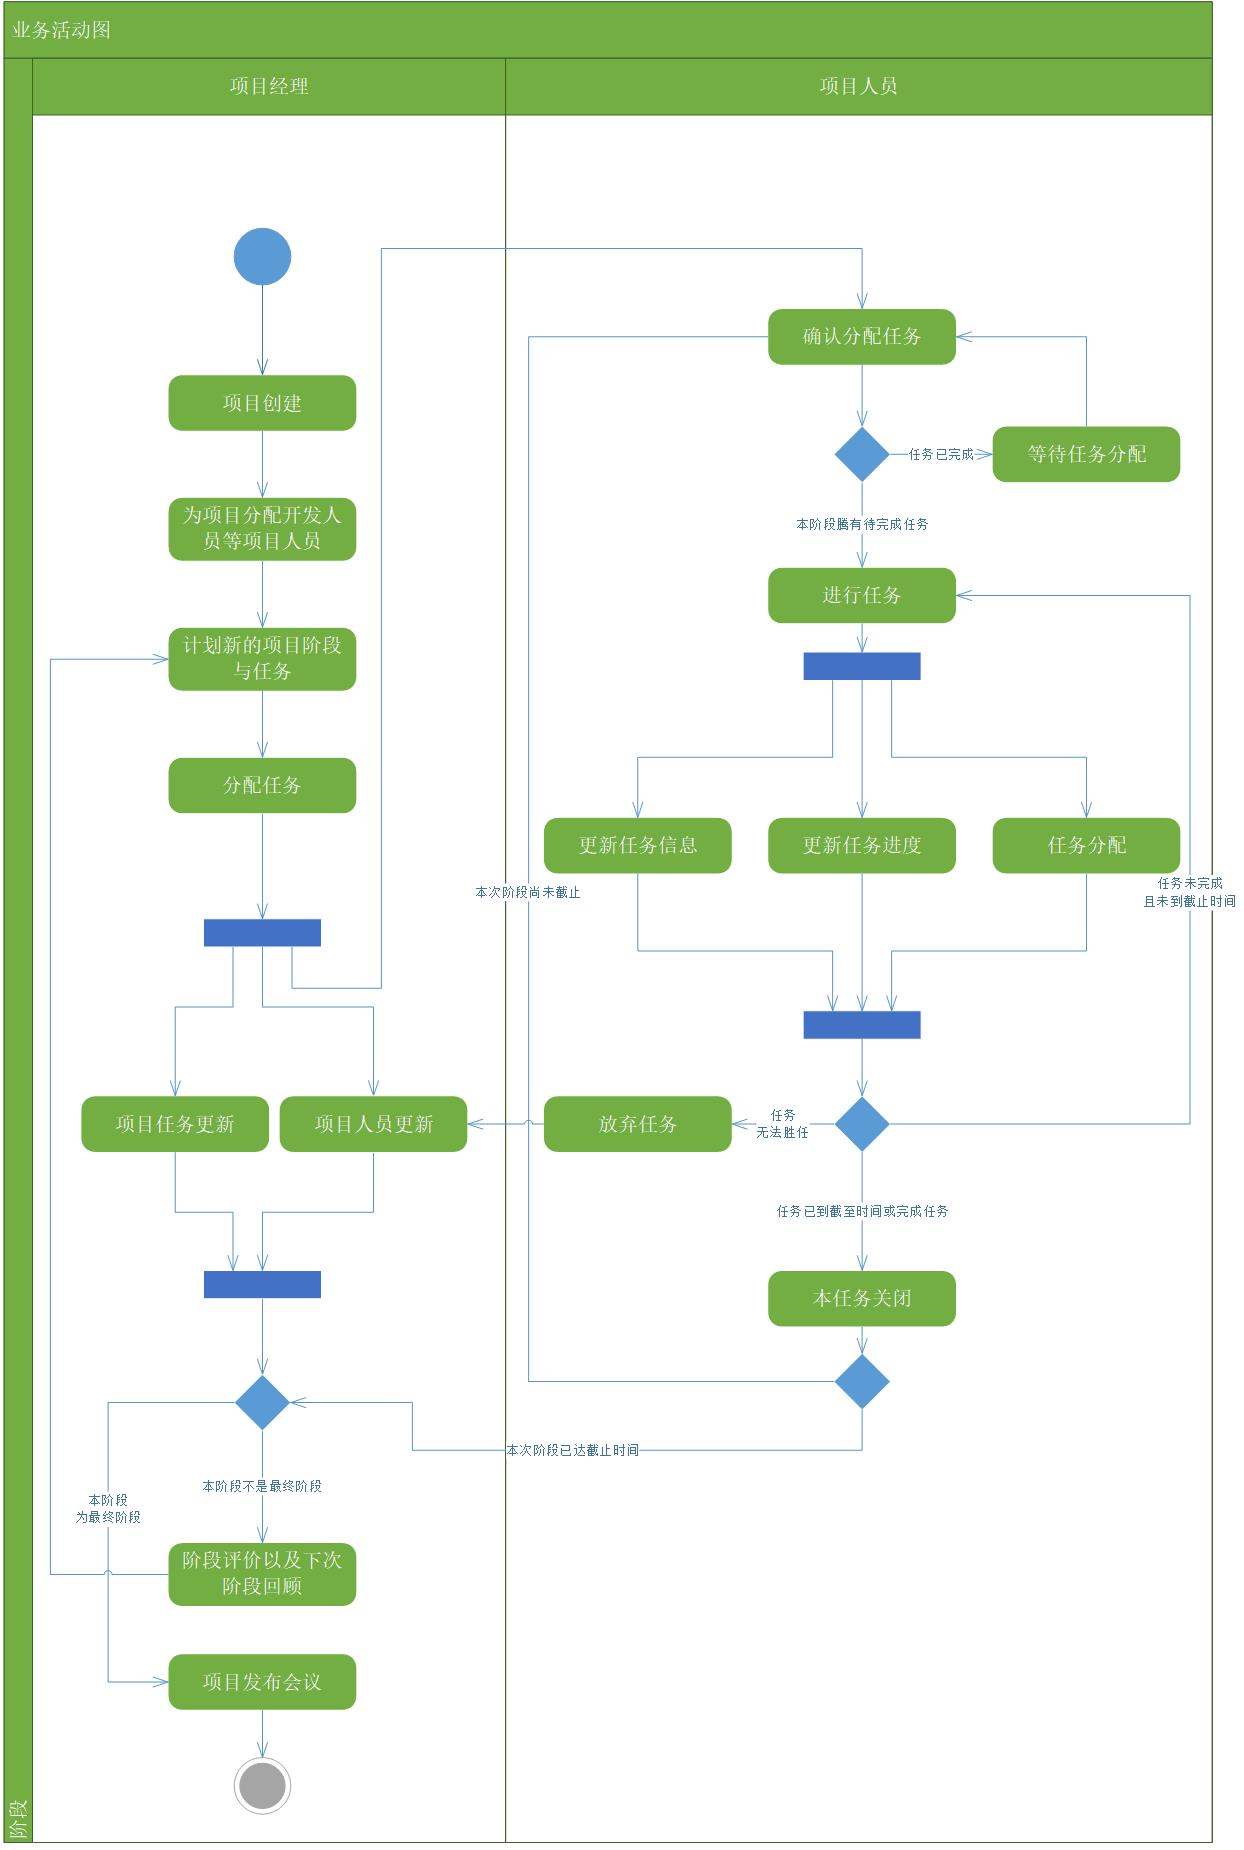 业务活动图
项目经理
项目人员
确认分配任务
项目创建
任务已完成
等待任务分配
为项目分配开发人
员等项目人员
本阶段腾有待完成任务
进行任务
计划新的项目阶段
与任务
分配任务
更新任务信息
更新任务进度
任务分配
本次阶段尚未截止
任务未完成
且未到截止时间
项目任务更新
项目人员更新
放弃任务
任务
无法胜任
任务已到截至时间或完成任务
本任务关闭
本次阶段已达截止时间
本阶段不是最终阶段
本阶段
为最终阶段
阶段评价以及下次
阶段回顾
项目发布会议
阶段